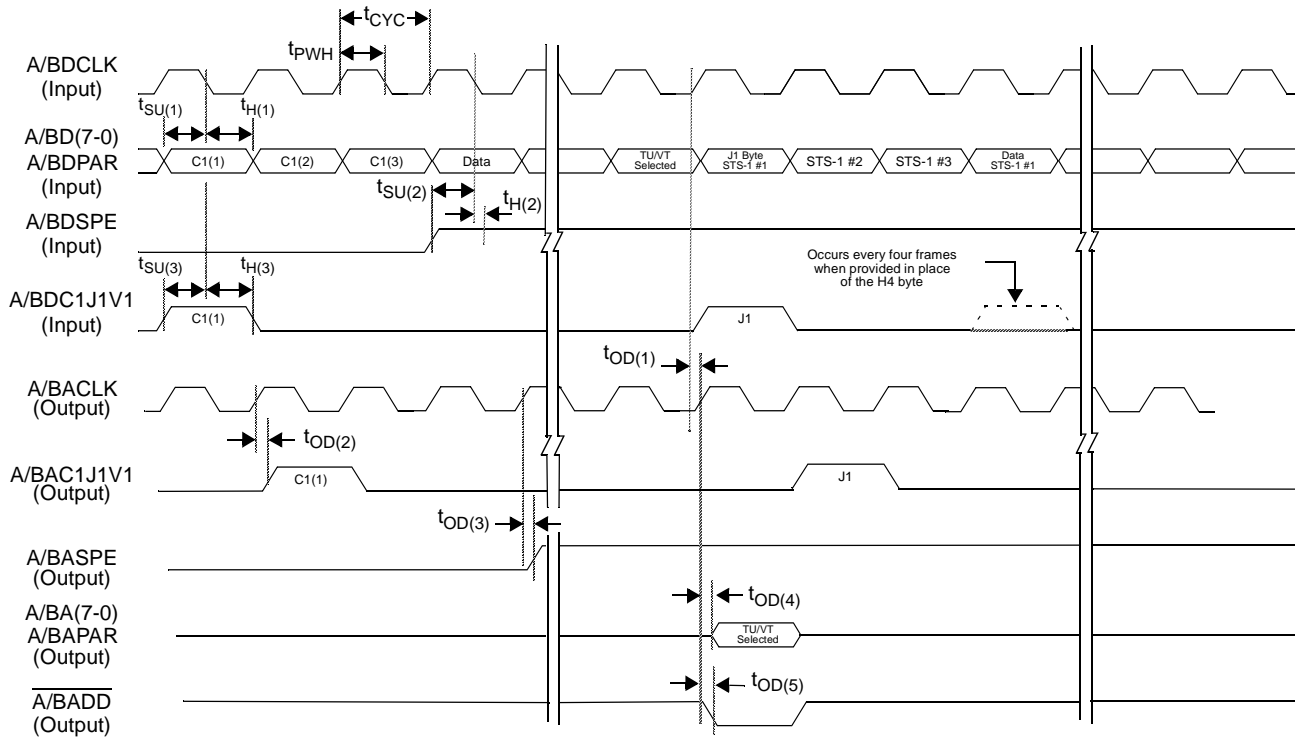 tCYC
tPWH
A/BDCLK
(Input)
tSU(1)
tH(1)
A/BD(7-0)
A/BDPAR
(Input)
C1(1)
C1(2)
C1(3)
Data
TU/VT
Selected
J1 Byte
STS-1 #1
STS-1 #2
STS-1 #3
Data
STS-1 #1
tSU(2)
tH(2)
A/BDSPE
(Input)
tSU(3)
tH(3)
Occurs every four frames
when provided in place
of the H4 byte
A/BDC1J1V1
(Input)
C1(1)
J1
tOD(1)
A/BACLK
(Output)
tOD(2)
A/BAC1J1V1
(Output)
C1(1)
J1
tOD(3)
A/BASPE
(Output)
A/BA(7-0)
A/BAPAR
(Output)
tOD(4)
TU/VT
Selected
A/BADD
(Output)
tOD(5)